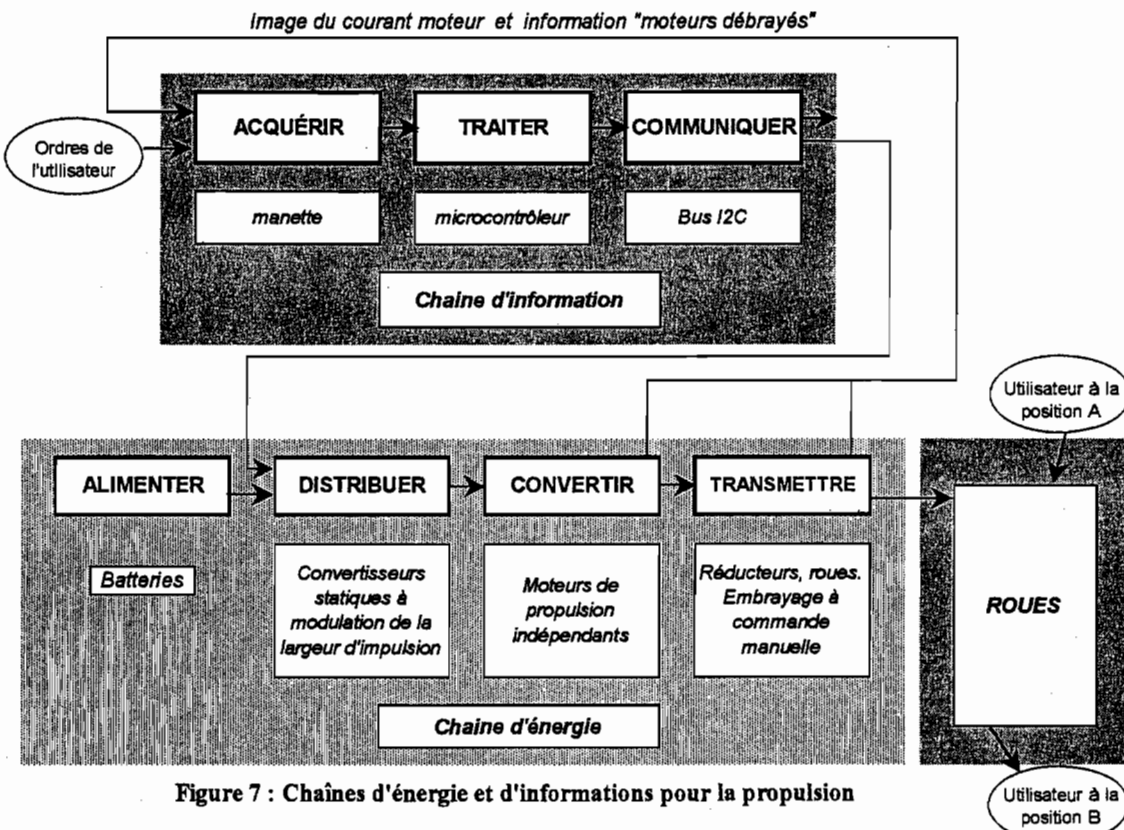 Image du courant moteur et information "moteurs débrayés"
Ordres de
l'utilisateur
ACQUÉRIR
TRAITER
COMMUNIQUER
manette
microcontrôleur
Bus I2C
Chaine d'information
Utilisateur à la
position A
ALIMENTER
DISTRIBUER
CONVERTIR
TRANSMETTRE
Batteries
Convertisseurs
statiques à
modulation de la
largeur d'impulsion
Moteurs de
propulsion
indépendants
Réducteurs, roues.
Embrayage à
commande
manuelle
ROUES
Chaine d'énergie
Figure 7 : Chaînes d'énergie et d'informations pour la propulsion
Utilisateur à la
position B